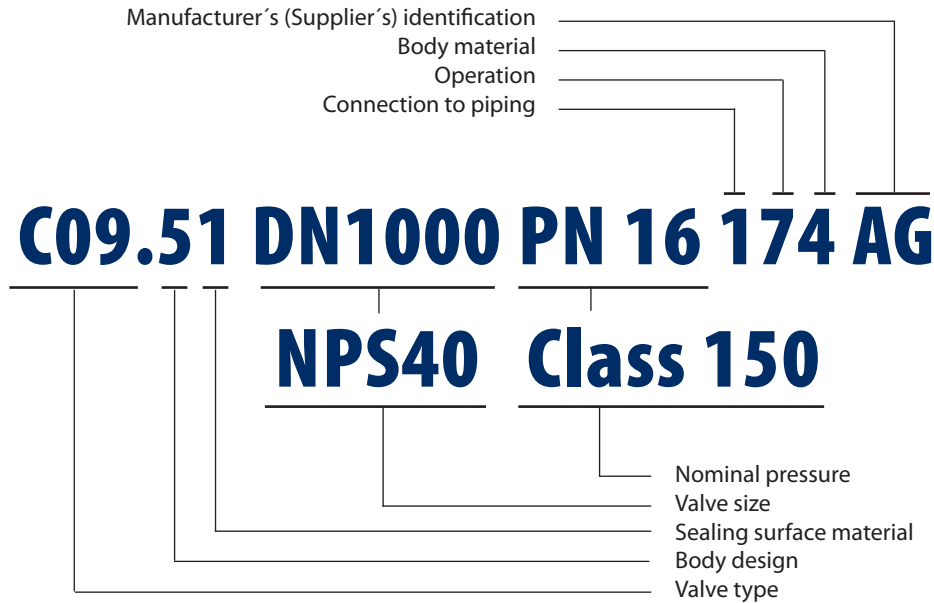 Manufacturer´s (Supplier´s) identification
Body material
Operation
Connection to piping
C09.51 DN1000 PN 16 174 AG
NPS40 Class 150
Nominal pressure
Valve size
Sealing surface material
Body design
Valve type